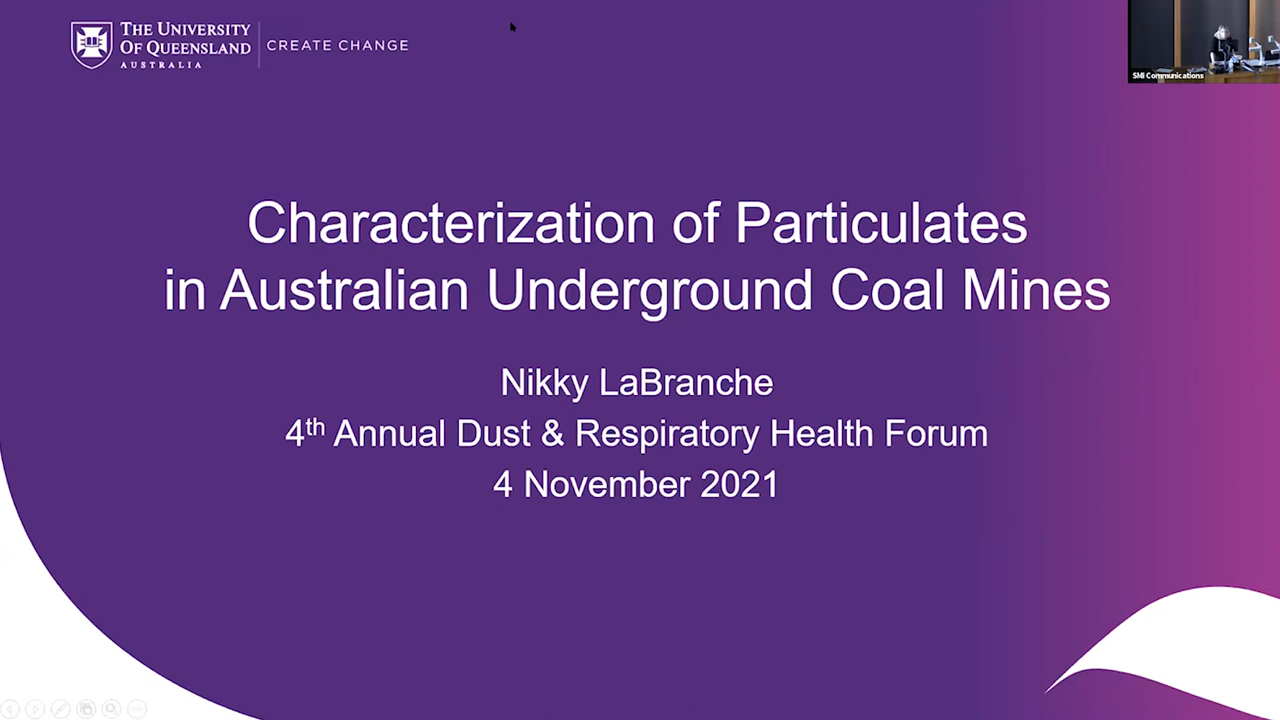 THE UNIVERSITY
OF QUEENSLAND
AUSTRALIA
CREATE CHANGE
SMI Communications
Characterization of Particulates
in Australian Underground Coal Mines
Nikky LaBranche
4th Annual Dust & Respiratory Health Forum
4 November 2021